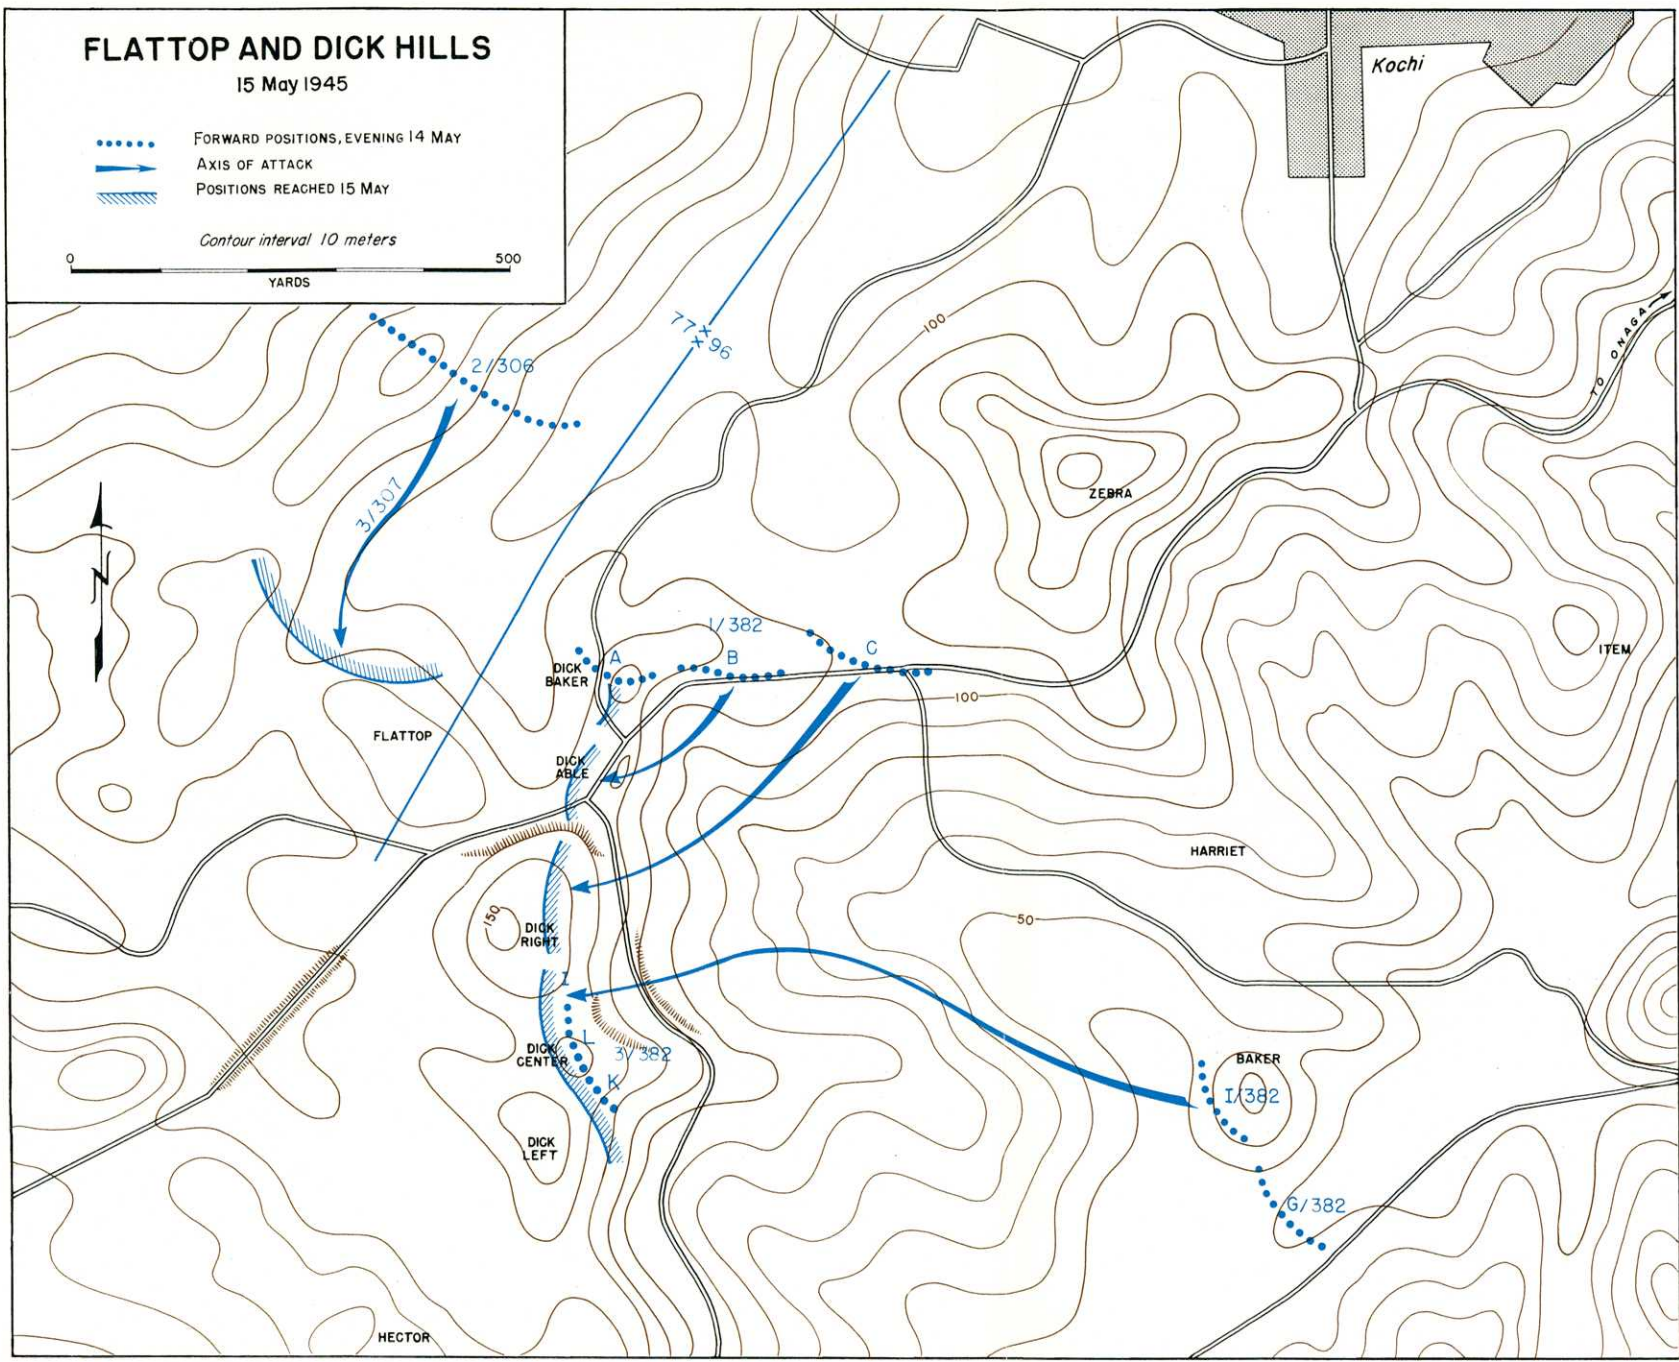 FLATTOP AND DICK HILLS
15 May 1945
FORWARD POSITIONS, EVENING 14 MAY
AXIS OF ATTACK
POSITIONS REACHED 15 MAY
Contour interval 10 meters
0 500
YARDS
Kochi
TO ONAGA
77
96
100
2/306
3/307
N
ZEBRA
1/382
A
B
C
DICK
BAKER
ITEM
100
FLATTOP
DICK
ABLE
HARRIET
150
DICK
RIGHT
50
I
L
DICK
CENTER
3/382
K
BAKER
I/382
DICK
LEFT
G/382
HECTOR